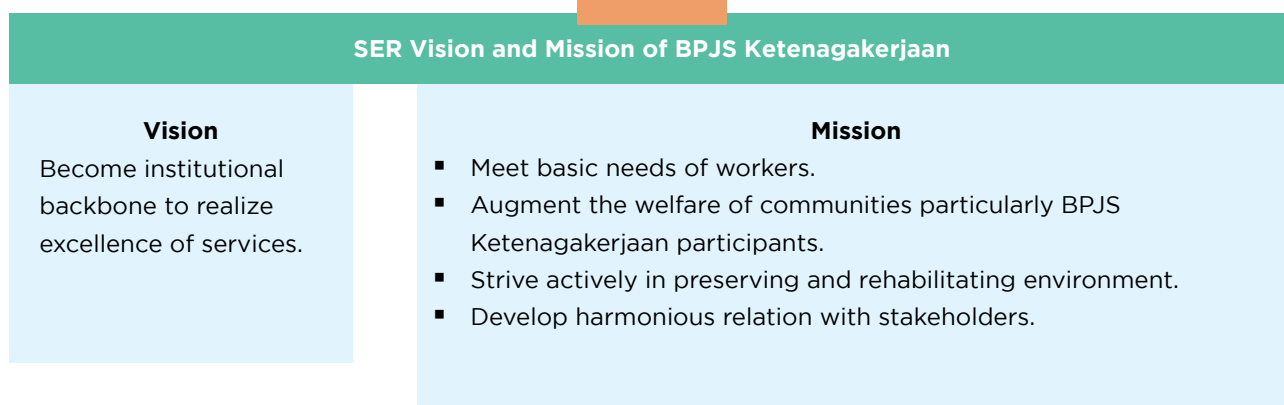 SER Vision and Mission of BPJS Ketenagakerjaan
Vision
Become institutional
backbone to realize
excellence of services.
Mission
▪ Meet basic needs of workers.
▪ Augment the welfare of communities particularly BPJS
Ketenagakerjaan participants.
▪ Strive actively in preserving and rehabilitating environment.
▪ Develop harmonious relation with stakeholders.